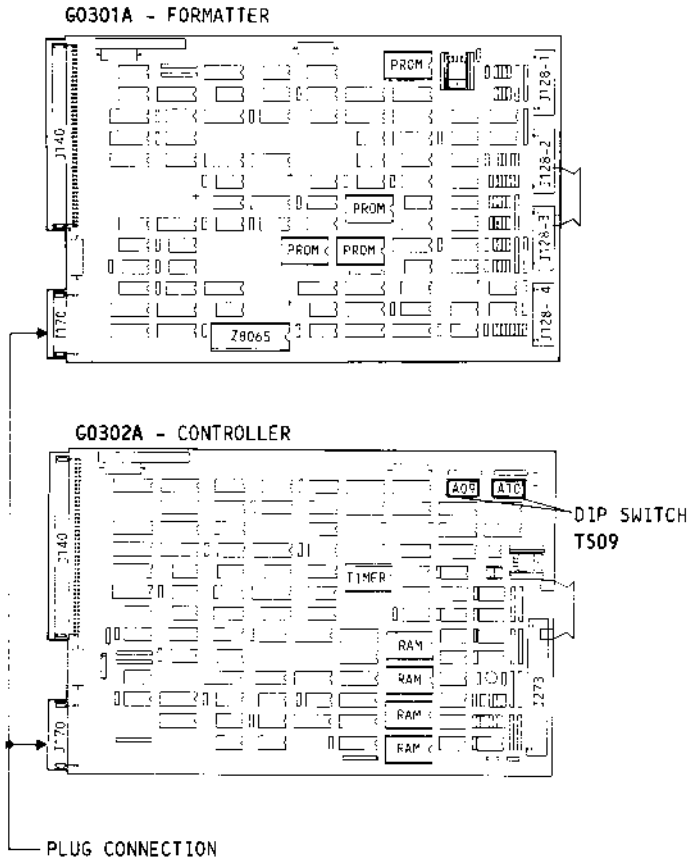 G0301A - FORMATTER
PROM
J128-1
J140
J128-2
PROM
J128-3
PROM PROM
J128-4
J170
Z8065
G0302A - CONTROLLER
A09 A10
DIP SWITCH
TS09
J140
TIMER
RAM
RAM
J273
RAM
J170
RAM
PLUG CONNECTION